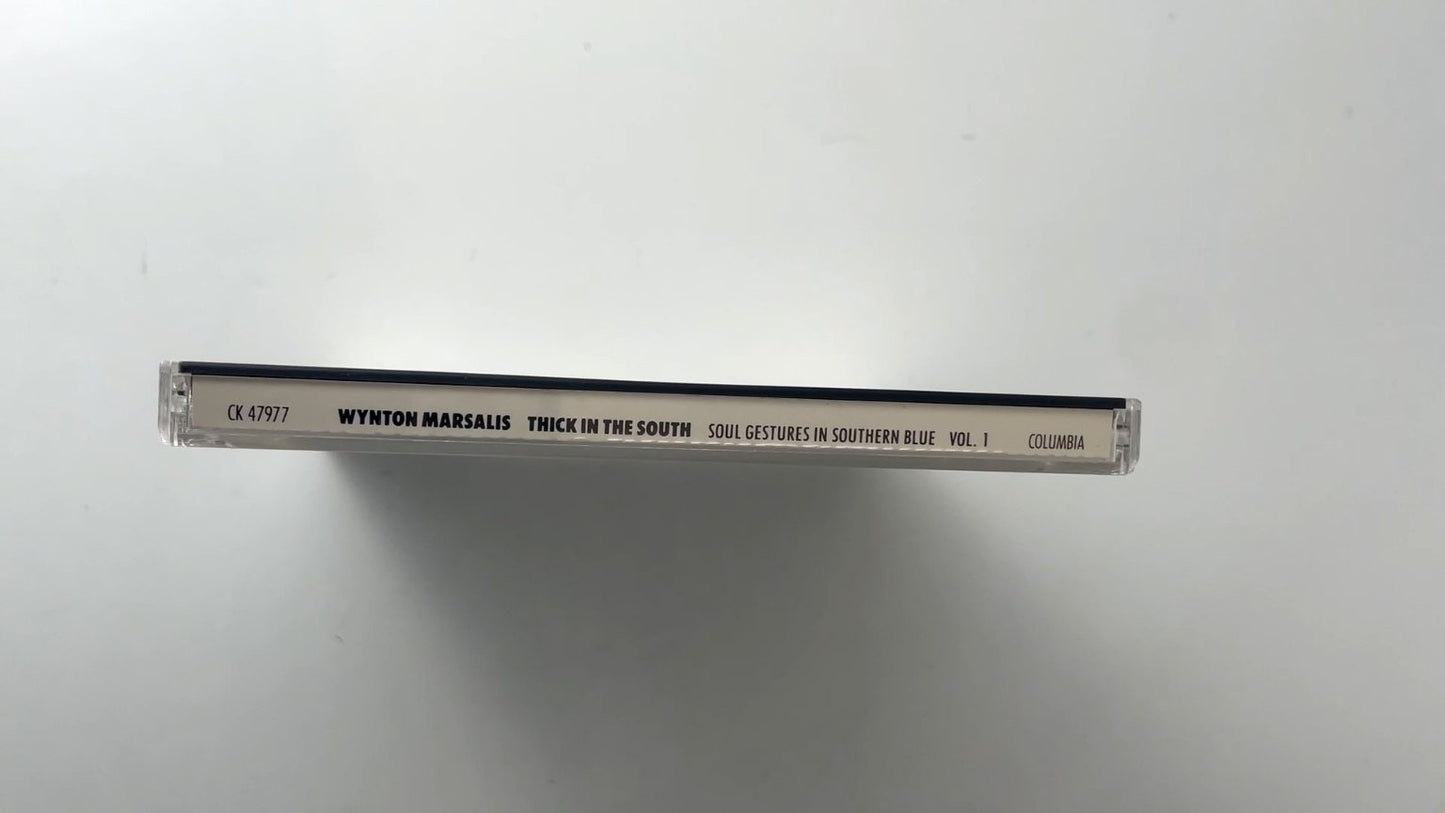 CK 47977 WYNTON MARSALIS THICK IN THE SOUTH SOUL GESTURES IN SOUTHERN BLUE VOL. 1 COLUMBIA